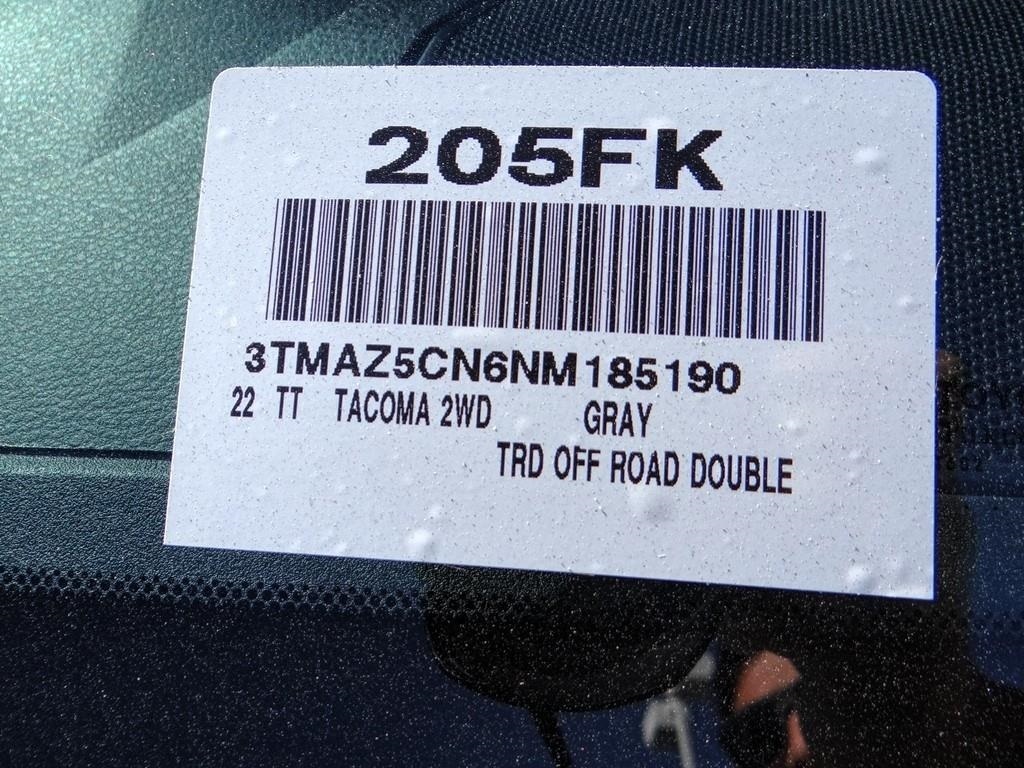 205FK
3TMAZ5CN6NM185190
22 TT TACOMA 2WD GRAY
TRD OFF ROAD DOUBLE